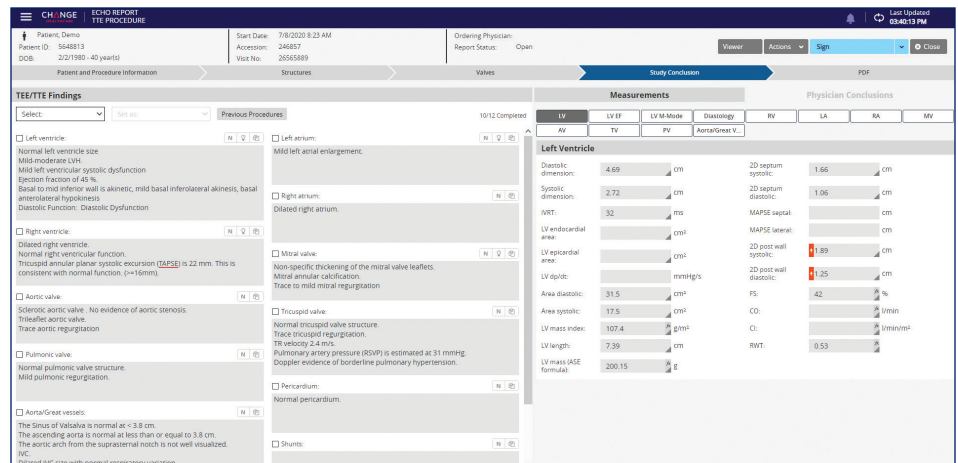 CHANGE HEALTHCARE
ECHO REPORT
TTE PROCEDURE
Last Updated
03:40:13 PM
Patient, Demo
Patient ID: 5648813
DOB: 2/2/1980 - 40 year(s)
Start Date: 7/8/2020 8:23 AM
Accession: 246857
Visit No: 26565889
Ordering Physician:
Report Status: Open
Viewer
Actions
Sign
Close
Patient and Procedure Information
Structures
Valves
Study Conclusion
PDF
TEE/TTE Findings
Select:
Set as:
Previous Procedures
10/12 Completed
Left ventricle:
N
Normal left ventricle size
Mild-moderate LVH.
Mild left ventricular systolic dysfunction
Ejection fraction of 45 %.
Basal to mid inferior wall is akinetic, mild basal inferolateral akinesis, basal
anterolateral hypokinesis
Diastolic Function: Diastolic Dysfunction
Right ventricle:
N
Dilated right ventricle.
Normal right ventricular function.
Tricuspid annular planar systolic excursion (TAPSE) is 22 mm. This is
consistent with normal function. (>=16mm).
Aortic valve:
N
Sclerotic aortic valve . No evidence of aortic stenosis.
Trileaflet aortic valve.
Trace aortic regurgitation
Pulmonic valve:
N
Normal pulmonic valve structure.
Mild pulmonic regurgitation.
Aorta/Great vessels:
N
The Sinus of Valsalva is normal at < 3.8 cm.
The ascending aorta is normal at less than or equal to 3.8 cm.
The aortic arch from the suprasternal notch is not well visualized.
IVC.
Dilated IVC size with normal respiratory variation.
Left atrium:
N
Mild left atrial enlargement.
Right atrium:
N
Dilated right atrium.
Mitral valve:
N
Non-specific thickening of the mitral valve leaflets.
Mitral annular calcification.
Trace to mild mitral regurgitation
Tricuspid valve:
N
Normal tricuspid valve structure.
Trace tricuspid regurgitation.
TR velocity 2.4 m/s.
Pulmonary artery pressure (RSVP) is estimated at 31 mmHg.
Doppler evidence of borderline pulmonary hypertension.
Pericardium:
N
Normal pericardium.
Shunts:
N
Measurements
Physician Conclusions
LV
LV EF
LV M-Mode
Diastology
RV
LA
RA
MV
AV
TV
PV
Aorta/Great V...
Left Ventricle
Diastolic dimension: 4.69 cm
2D septum systolic: 1.66 cm
Systolic dimension: 2.72 cm
2D septum diastolic: 1.06 cm
IVRT: 32 ms
MAPSE septal: cm
LV endocardial area: cm²
MAPSE lateral: cm
LV epicardial area: cm²
2D post wall systolic: 1.89 cm
LV dp/dt: mmHg/s
2D post wall diastolic: 1.25 cm
Area diastolic: 31.5 cm²
FS: 42 %
Area systolic: 17.5 cm²
CO: l/min
LV mass index: 107.4 g/m²
CI: l/min/m²
LV length: 7.39 cm
RWT: 0.53
LV mass (ASE formula): 200.15 g